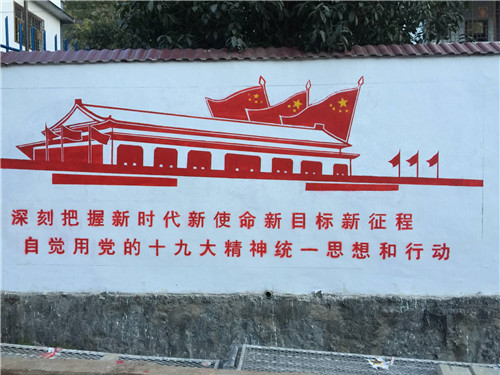 深刻把握新时代新使命新目标新征程
自觉用党的十九大精神统一思想和行动